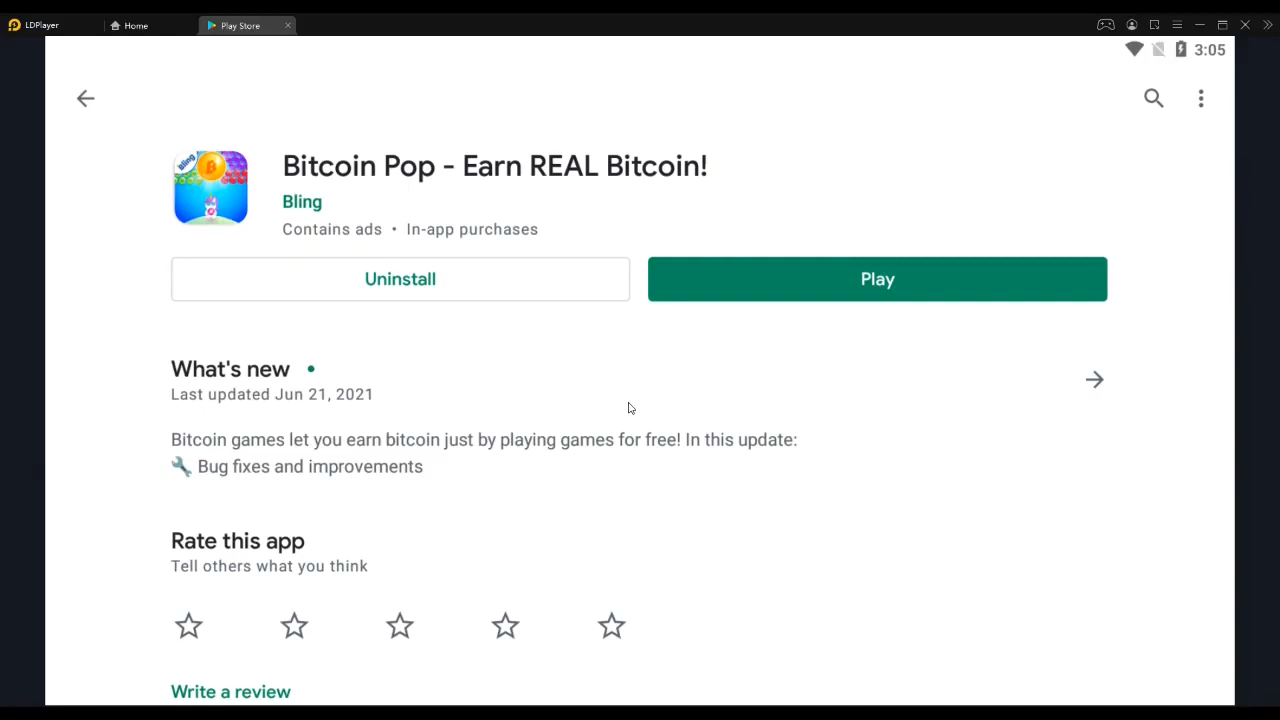 LDPlayer
Home
Play Store
3:05
bling
Bitcoin Pop - Earn REAL Bitcoin!
Bling
Contains ads • In-app purchases
Uninstall
Play
What's new
Last updated Jun 21, 2021
Bitcoin games let you earn bitcoin just by playing games for free! In this update:
🔧 Bug fixes and improvements
Rate this app
Tell others what you think
Write a review